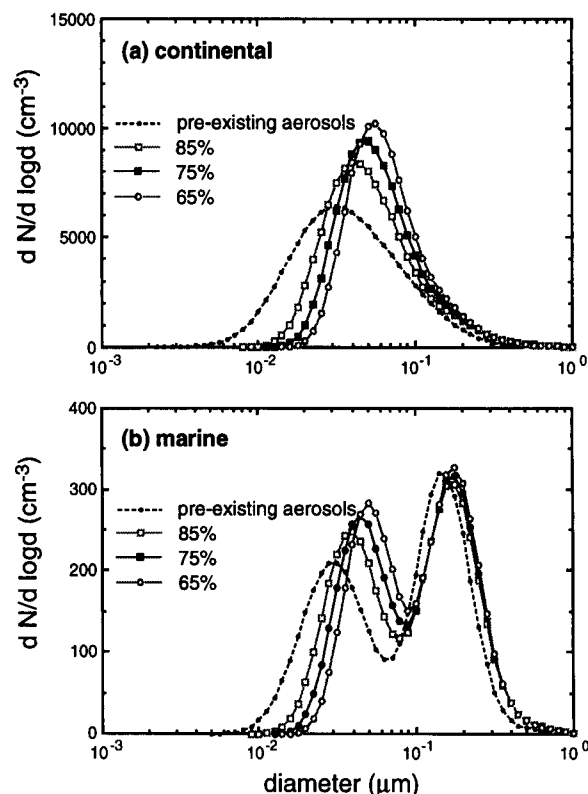 15000
(a) continental
10000
pre-existing aerosols
85%
75%
65%
5000
0
d N/d logd (cm⁻³)
10⁻³ 10⁻² 10⁻¹ 10⁰
400
(b) marine
300
pre-existing aerosols
85%
75%
65%
200
100
0
d N/d logd (cm⁻³)
10⁻³ 10⁻² 10⁻¹ 10⁰
diameter (μm)